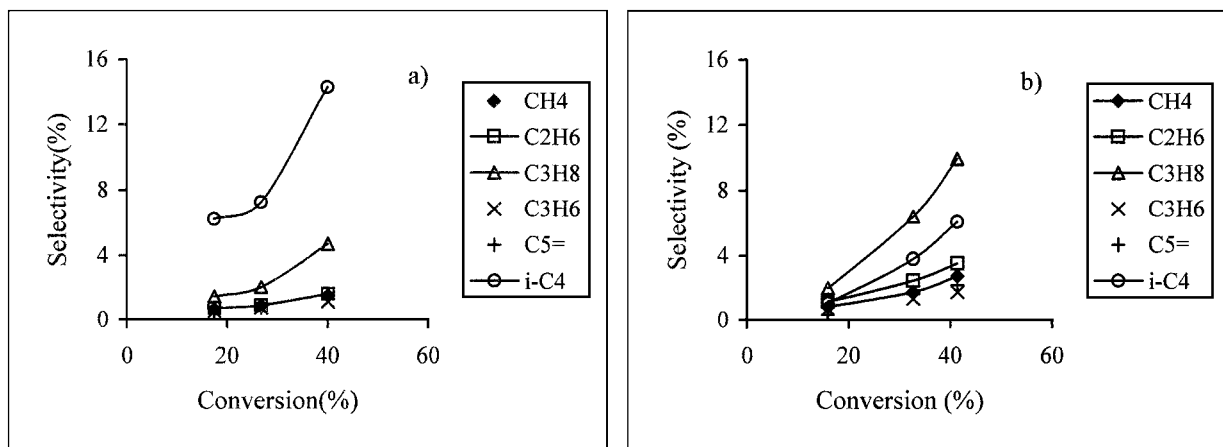 a)
16
12
8
4
0
0
20
40
60
Selectivity(%)
Conversion(%)
CH4
C2H6
C3H8
C3H6
C5=
i-C4
b)
16
12
8
4
0
0
20
40
60
Selectivity (%)
Conversion (%)
CH4
C2H6
C3H8
C3H6
C5=
i-C4